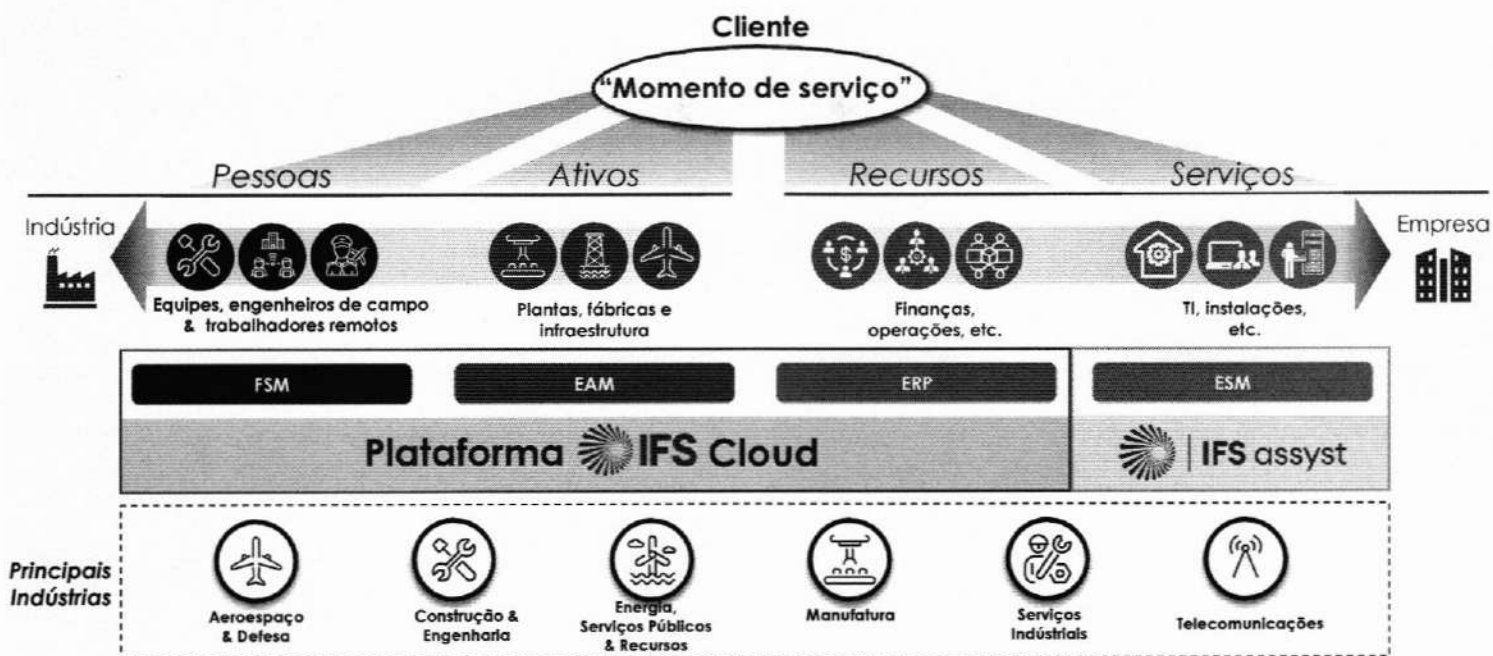 Cliente
"Momento de serviço"
Pessoas
Ativos
Recursos
Serviços
Indústria
Empresa
Equipes, engenheiros de campo
& trabalhadores remotos
Plantas, fábricas e
infraestrutura
Finanças,
operações, etc.
TI, instalações,
etc.
FSM
EAM
ERP
ESM
Plataforma IFS Cloud
IFS assyst
Principais
Indústrias
Aeroespaço
& Defesa
Construção &
Engenharia
Energia,
Serviços Públicos
& Recursos
Manufatura
Serviços
Indústriais
Telecomunicações